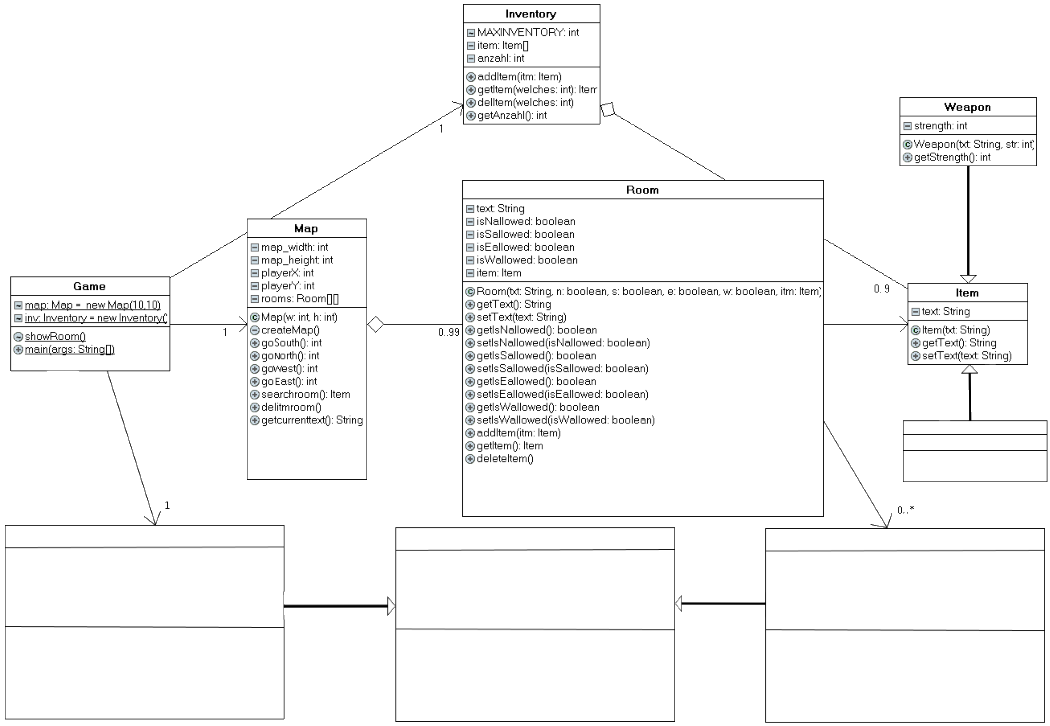 Inventory
MAXINVENTORY: int
item: Item[]
anzahl: int
addItem(itm: Item)
getItem(welches: int): Item
delItem(welches: int)
getAnzahl(): int
1
Weapon
strength: int
Weapon(txt: String, str: int)
getStrength(): int
Room
text: String
isNallowed: boolean
isSallowed: boolean
isEallowed: boolean
isWallowed: boolean
item: Item
Room(txt: String, n: boolean, s: boolean, e: boolean, w: boolean, itm: Item)
getText(): String
setText(text: String)
getIsNallowed(): boolean
setIsNallowed(isNallowed: boolean)
getIsSallowed(): boolean
setIsSallowed(isSallowed: boolean)
getIsEallowed(): boolean
setIsEallowed(isEallowed: boolean)
getIsWallowed(): boolean
setIsWallowed(isWallowed: boolean)
addItem(itm: Item)
getItem(): Item
deleteItem()
Map
map_width: int
map_height: int
playerX: int
playerY: int
rooms: Room[][]
Map(w: int, h: int)
createMap()
goSouth(): int
goNorth(): int
goWest(): int
goEast(): int
searchroom(): Item
delitmroom()
getcurrenttext(): String
0..99
Game
map: Map = new Map(10,10)
inv: Inventory = new Inventory(
showRoom()
main(args: String[])
1
0..9
Item
text: String
Item(txt: String)
getText(): String
setText(text: String)
1
0..*